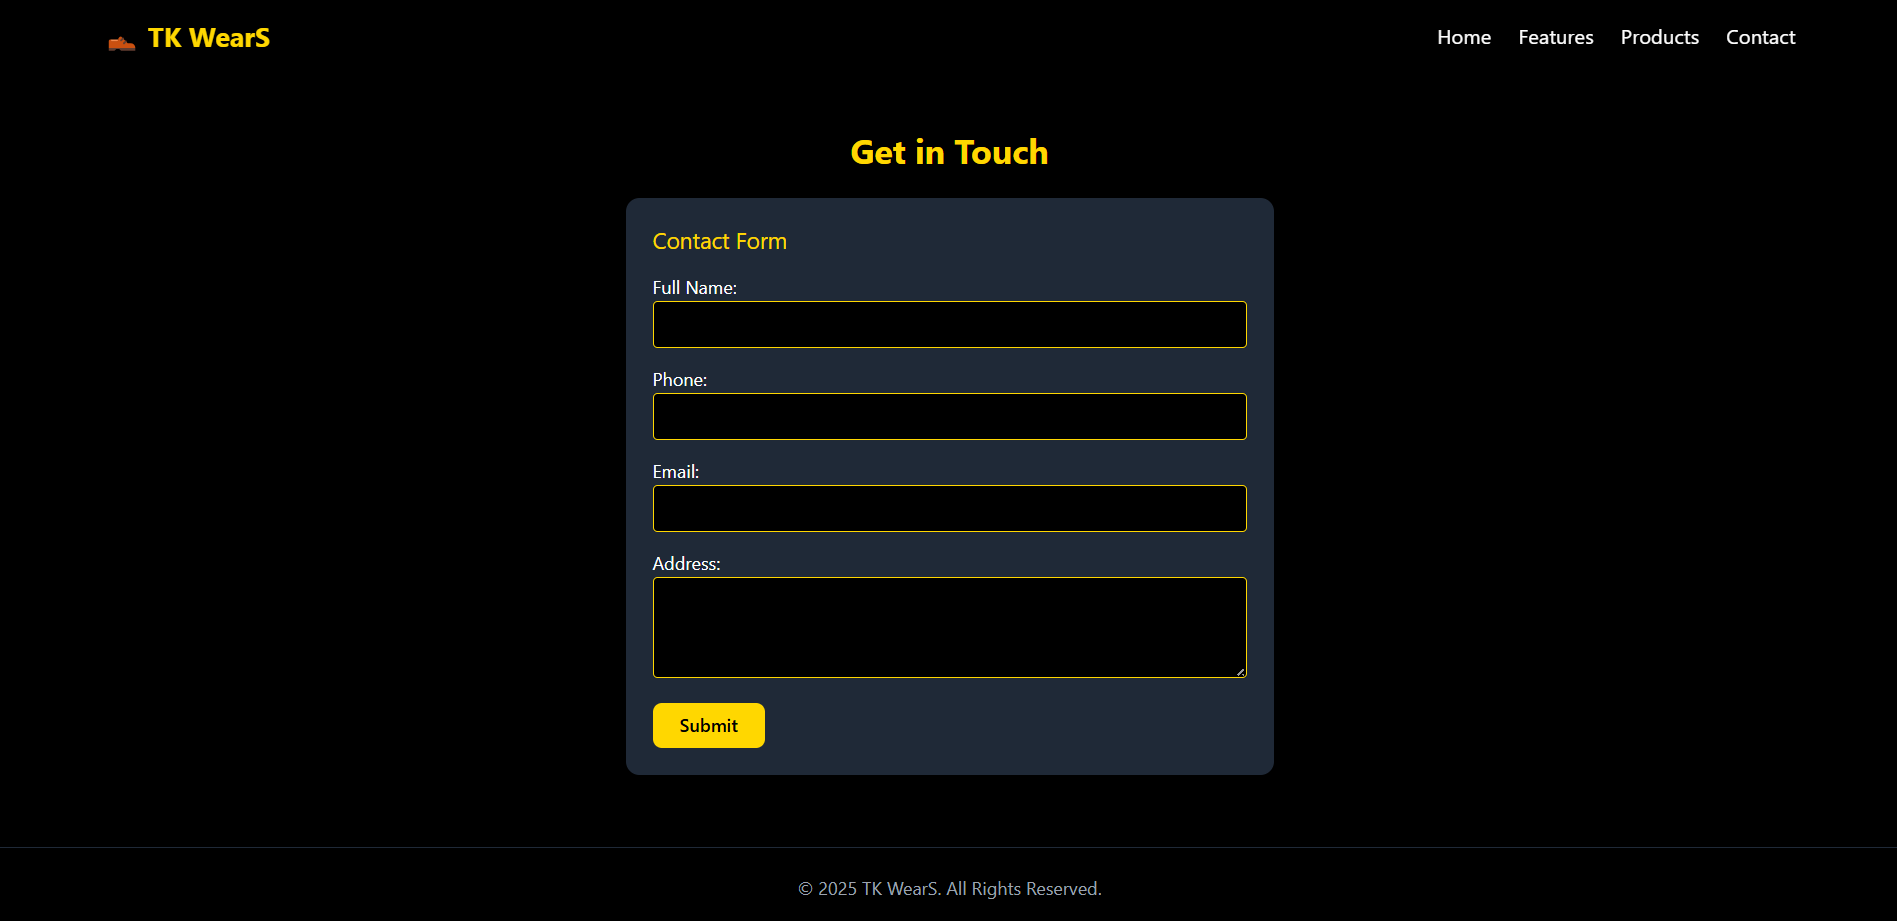 TK WearS
Home Features Products Contact
Get in Touch
Contact Form
Full Name:
Phone:
Email:
Address:
Submit
© 2025 TK WearS. All Rights Reserved.